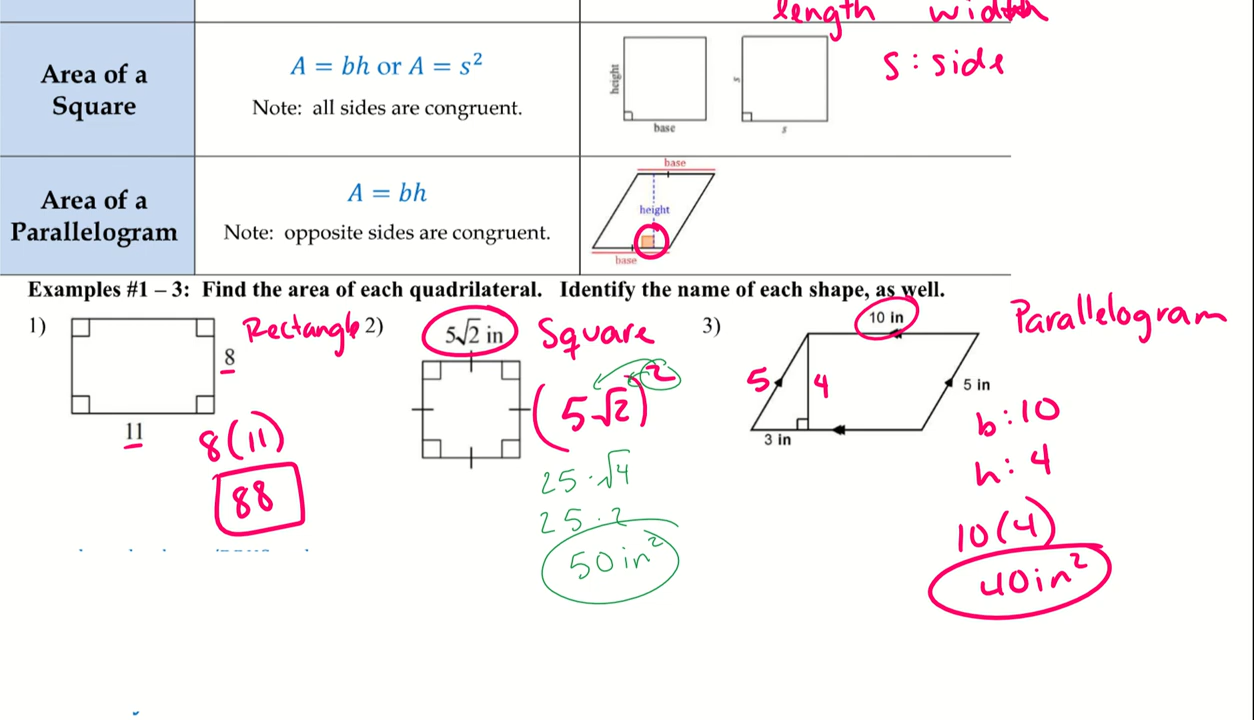 length width
Area of a
Square
A = bh or A = s²
Note: all sides are congruent.
height
base
s
s
s : side
Area of a
Parallelogram
A = bh
Note: opposite sides are congruent.
base
height
base
Examples #1 – 3: Find the area of each quadrilateral. Identify the name of each shape, as well.
1)
Rectangle
8
11
8(11)
88
2)
5√2 in
Square
(5√2)²
25 · √4
25 · 2
50 in²
3)
10 in
Parallelogram
5
4
5 in
3 in
b: 10
h: 4
10(4)
40 in²